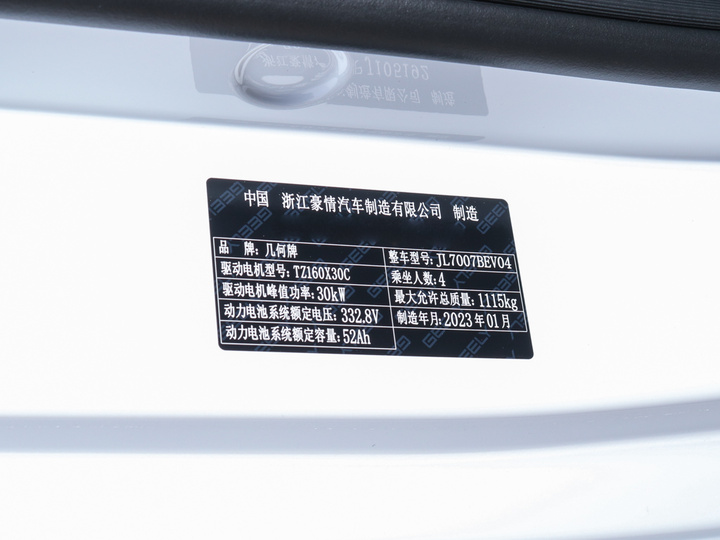 中国 浙江豪情汽车制造有限公司 制造
品 牌:几何牌
整车型号:JL7007BEV04
驱动电机型号:TZ160X30C
乘坐人数:4
驱动电机峰值功率:30kW
最大允许总质量:1115kg
动力电池系统额定电压:332.8V
制造年月:2023年01月
动力电池系统额定容量:52Ah